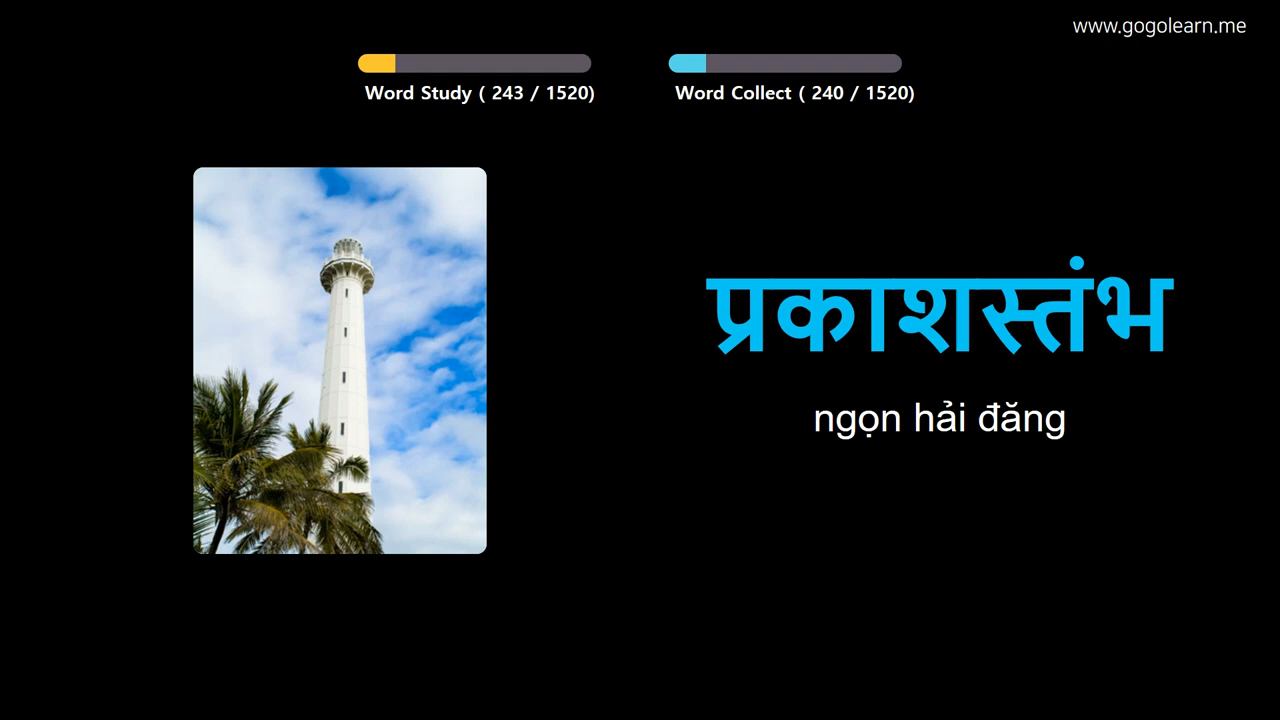 www.gogolearn.me
Word Study ( 243 / 1520)
Word Collect ( 240 / 1520)
प्रकाशस्तंभ
ngọn hải đăng